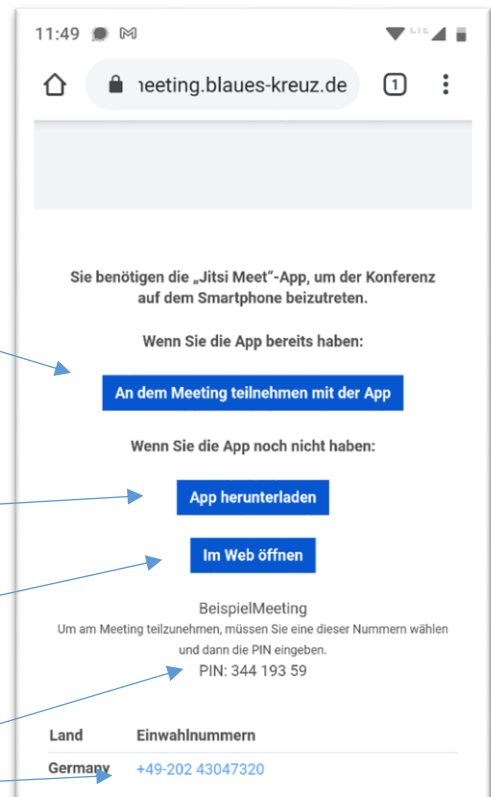 11:49
LTE
neeting.blaues-kreuz.de
1
Sie benötigen die „Jitsi Meet“-App, um der Konferenz
auf dem Smartphone beizutreten.
Wenn Sie die App bereits haben:
An dem Meeting teilnehmen mit der App
Wenn Sie die App noch nicht haben:
App herunterladen
Im Web öffnen
BeispielMeeting
Um am Meeting teilzunehmen, müssen Sie eine dieser Nummern wählen
und dann die PIN eingeben.
PIN: 344 193 59
Land Einwahlnummern
Germany +49-202 43047320